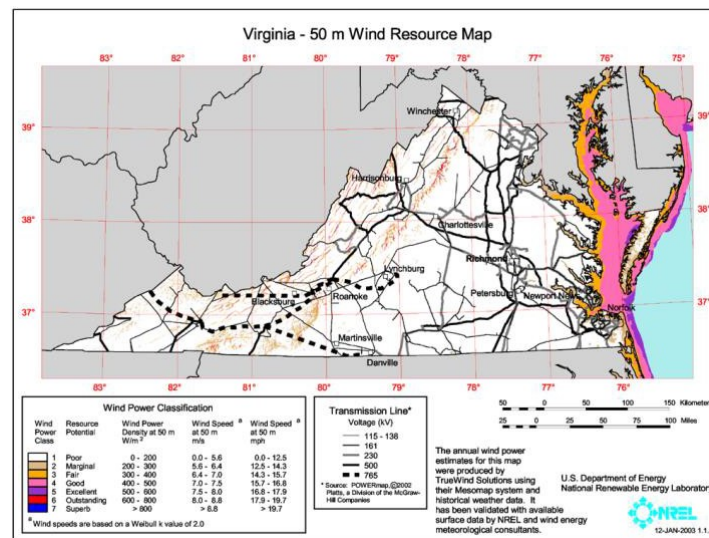 Virginia - 50 m Wind Resource Map
83° 82° 81° 80° 79° 78° 77° 76° 75° 74°
39° 39°
38° 38°
37° 37°
Winchester
Harrisonburg
Charlottesville
Richmond
Lynchburg
Roanoke
Blacksburg
Petersburg
Newport News
Norfolk
Martinsville
Danville
83° 82° 81° 80° 79° 78° 77° 76° 75°
Wind Power Classification
Wind Power Class Resource Potential Wind Power Density at 50 m W/m 2 Wind Speed a at 50 m m/s Wind Speed a at 50 m mph
1 Poor 0 - 200 0.0 - 5.6 0.0 - 12.5
2 Marginal 200 - 300 5.6 - 6.4 12.5 - 14.3
3 Fair 300 - 400 6.4 - 7.0 14.3 - 15.7
4 Good 400 - 500 7.0 - 7.5 15.7 - 16.8
5 Excellent 500 - 600 7.5 - 8.0 16.8 - 17.9
6 Outstanding 600 - 800 8.0 - 8.8 17.9 - 19.7
7 Superb > 800 > 8.8 > 19.7
a Wind speeds are based on a Weibull k value of 2.0
Transmission Line*
Voltage (kV)
115 - 138
161
230
500
765
* Source: POWERmap, ©2002
Platts, a Division of the McGraw-
Hill Companies
50 0 50 100 150 Kilometer
25 0 25 50 75 100 Miles
The annual wind power
estimates for this map
were produced by
TrueWind Solutions using
their Mesomap system and
historical weather data. It
has been validated with available
surface data by NREL and wind energy
meteorological consultants.
U.S. Department of Energy
National Renewable Energy Laborator
NREL
12-JAN-2003 1.1.